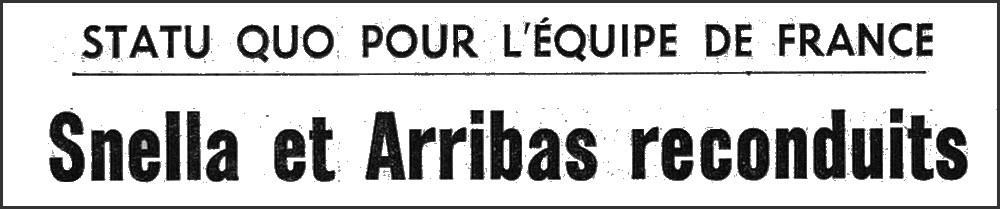 STATU QUO POUR L'ÉQUIPE DE FRANCE
Snella et Arribas reconduits